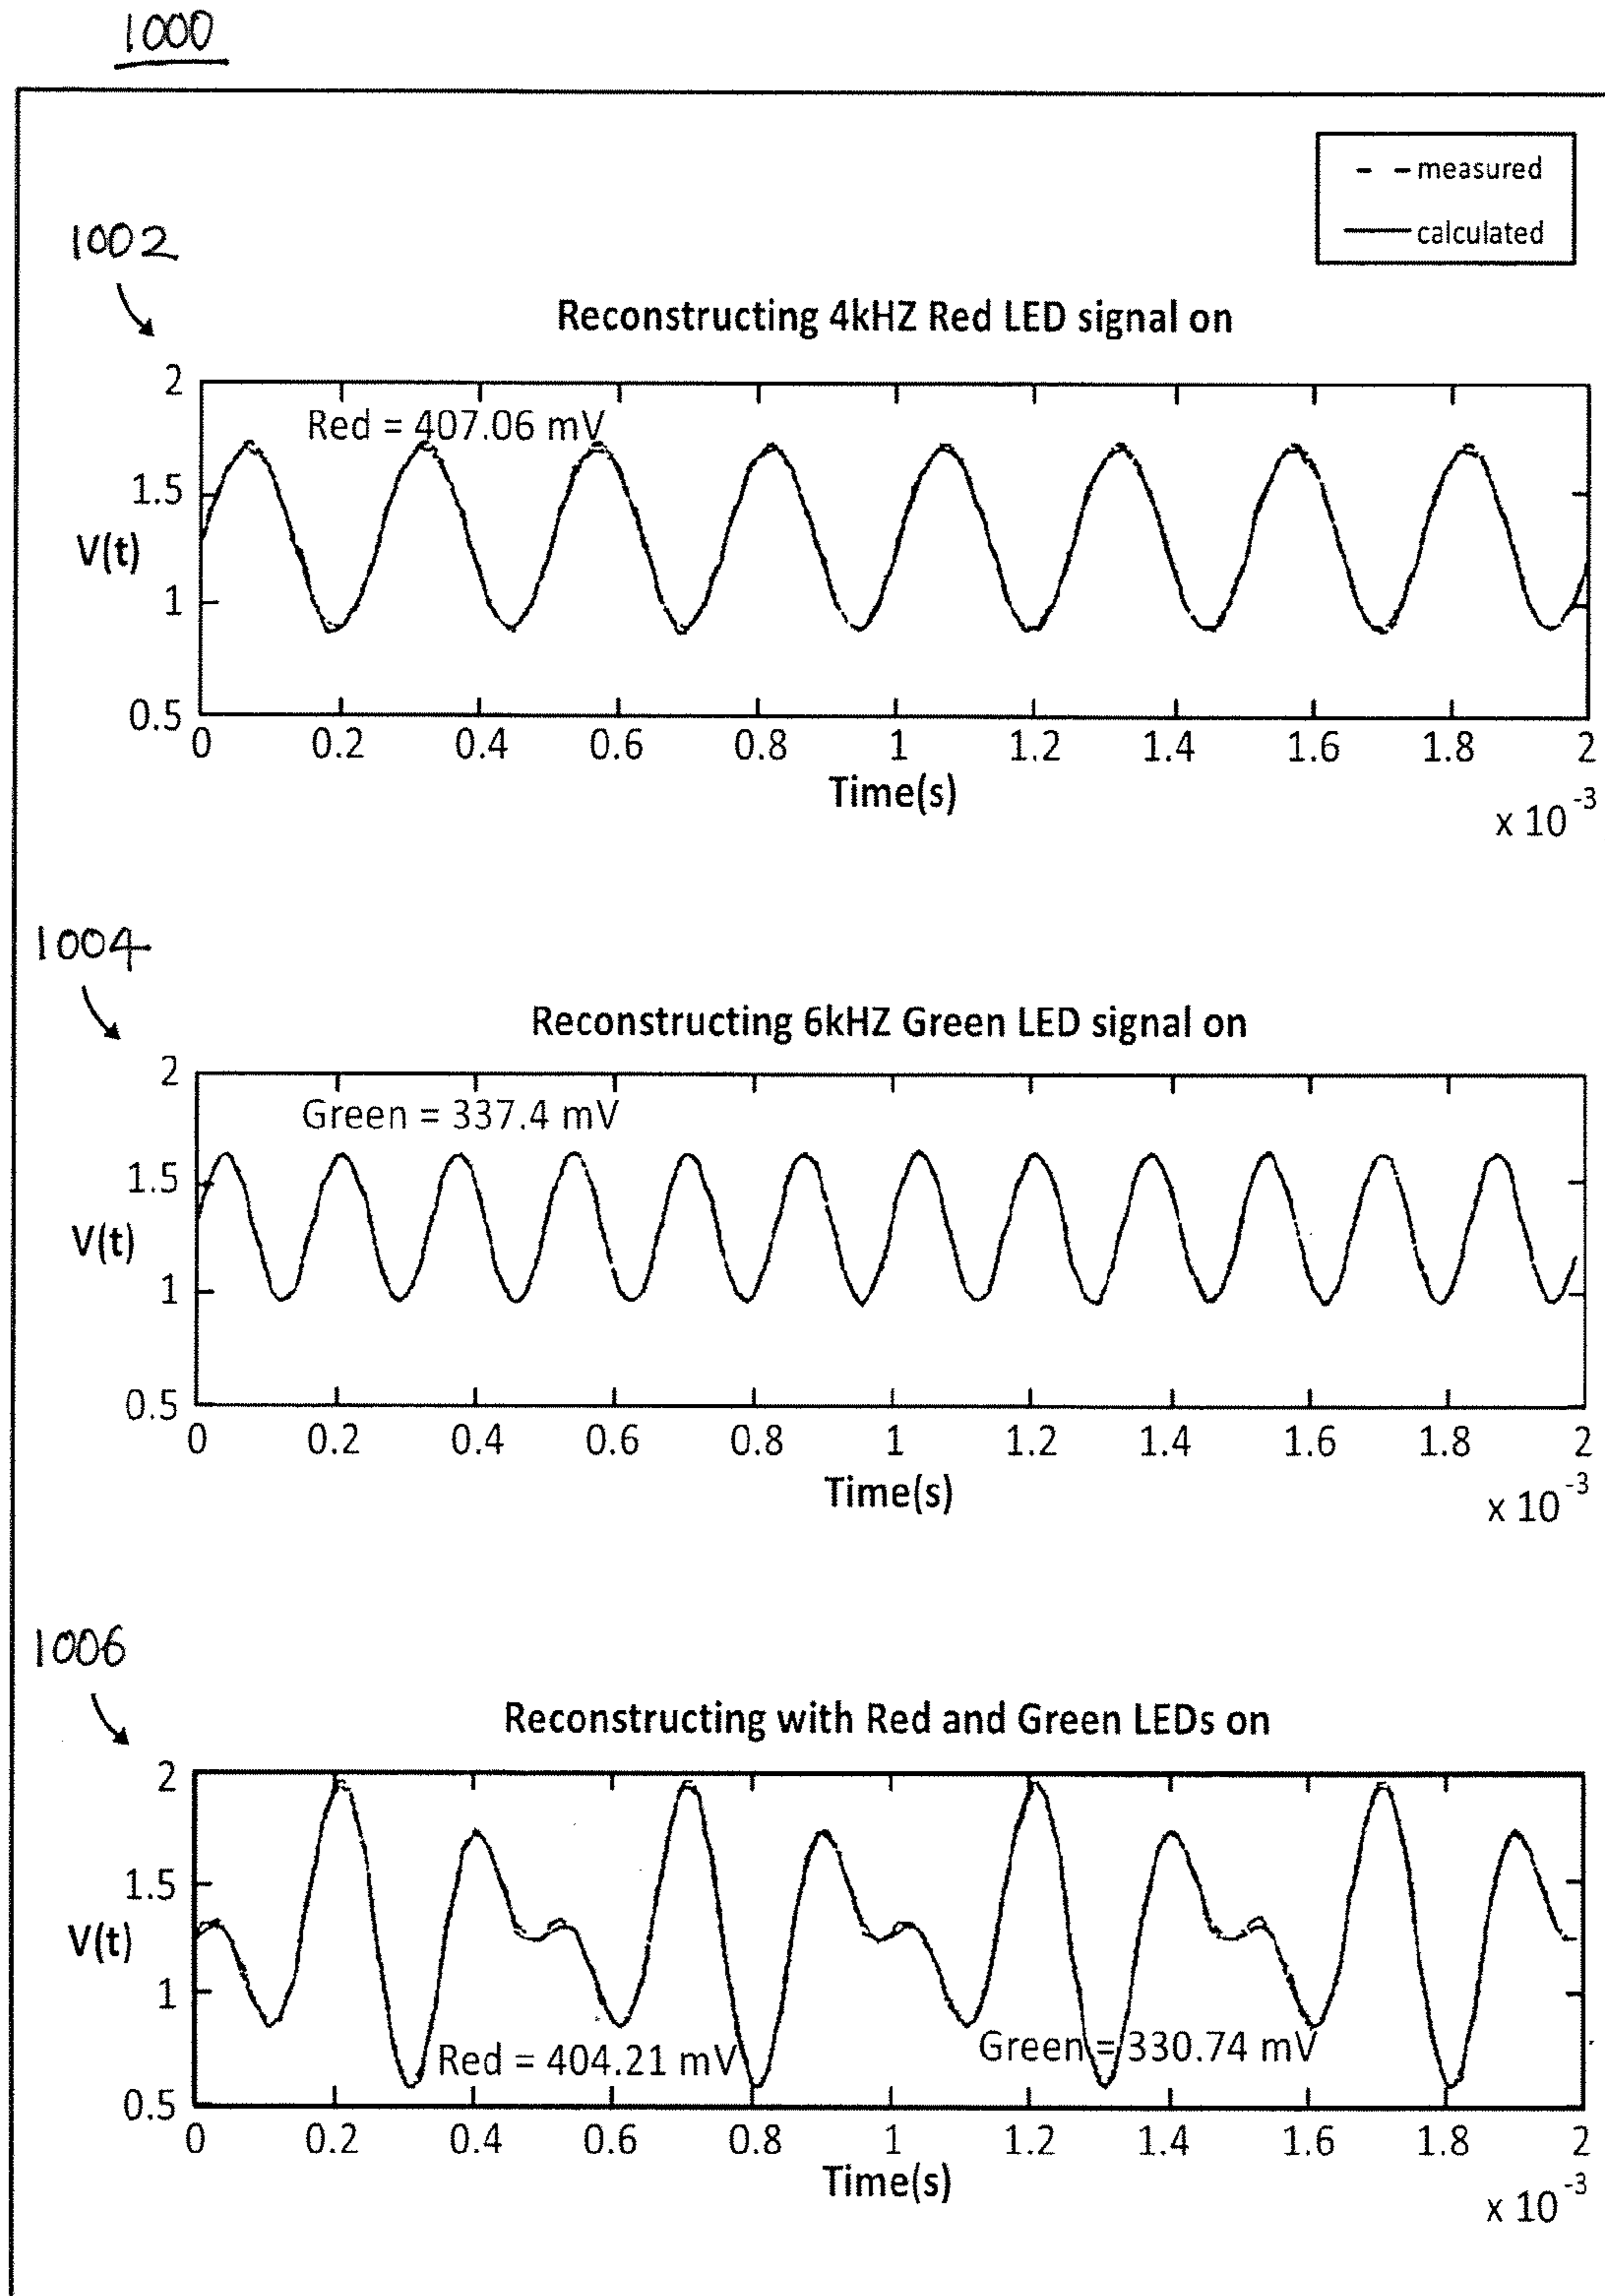 1000
- - measured
— calculated
1002
Reconstructing 4kHZ Red LED signal on
2
Red = 407.06 mV
1.5
V(t)
1
0.5
0 0.2 0.4 0.6 0.8 1 1.2 1.4 1.6 1.8 2
Time(s)
x 10-3
1004
Reconstructing 6kHZ Green LED signal on
2
Green = 337.4 mV
1.5
V(t)
1
0.5
0 0.2 0.4 0.6 0.8 1 1.2 1.4 1.6 1.8 2
Time(s)
x 10-3
1006
Reconstructing with Red and Green LEDs on
2
1.5
V(t)
1
Red = 404.21 mV Green = 330.74 mV
0.5
0 0.2 0.4 0.6 0.8 1 1.2 1.4 1.6 1.8 2
Time(s)
x 10-3